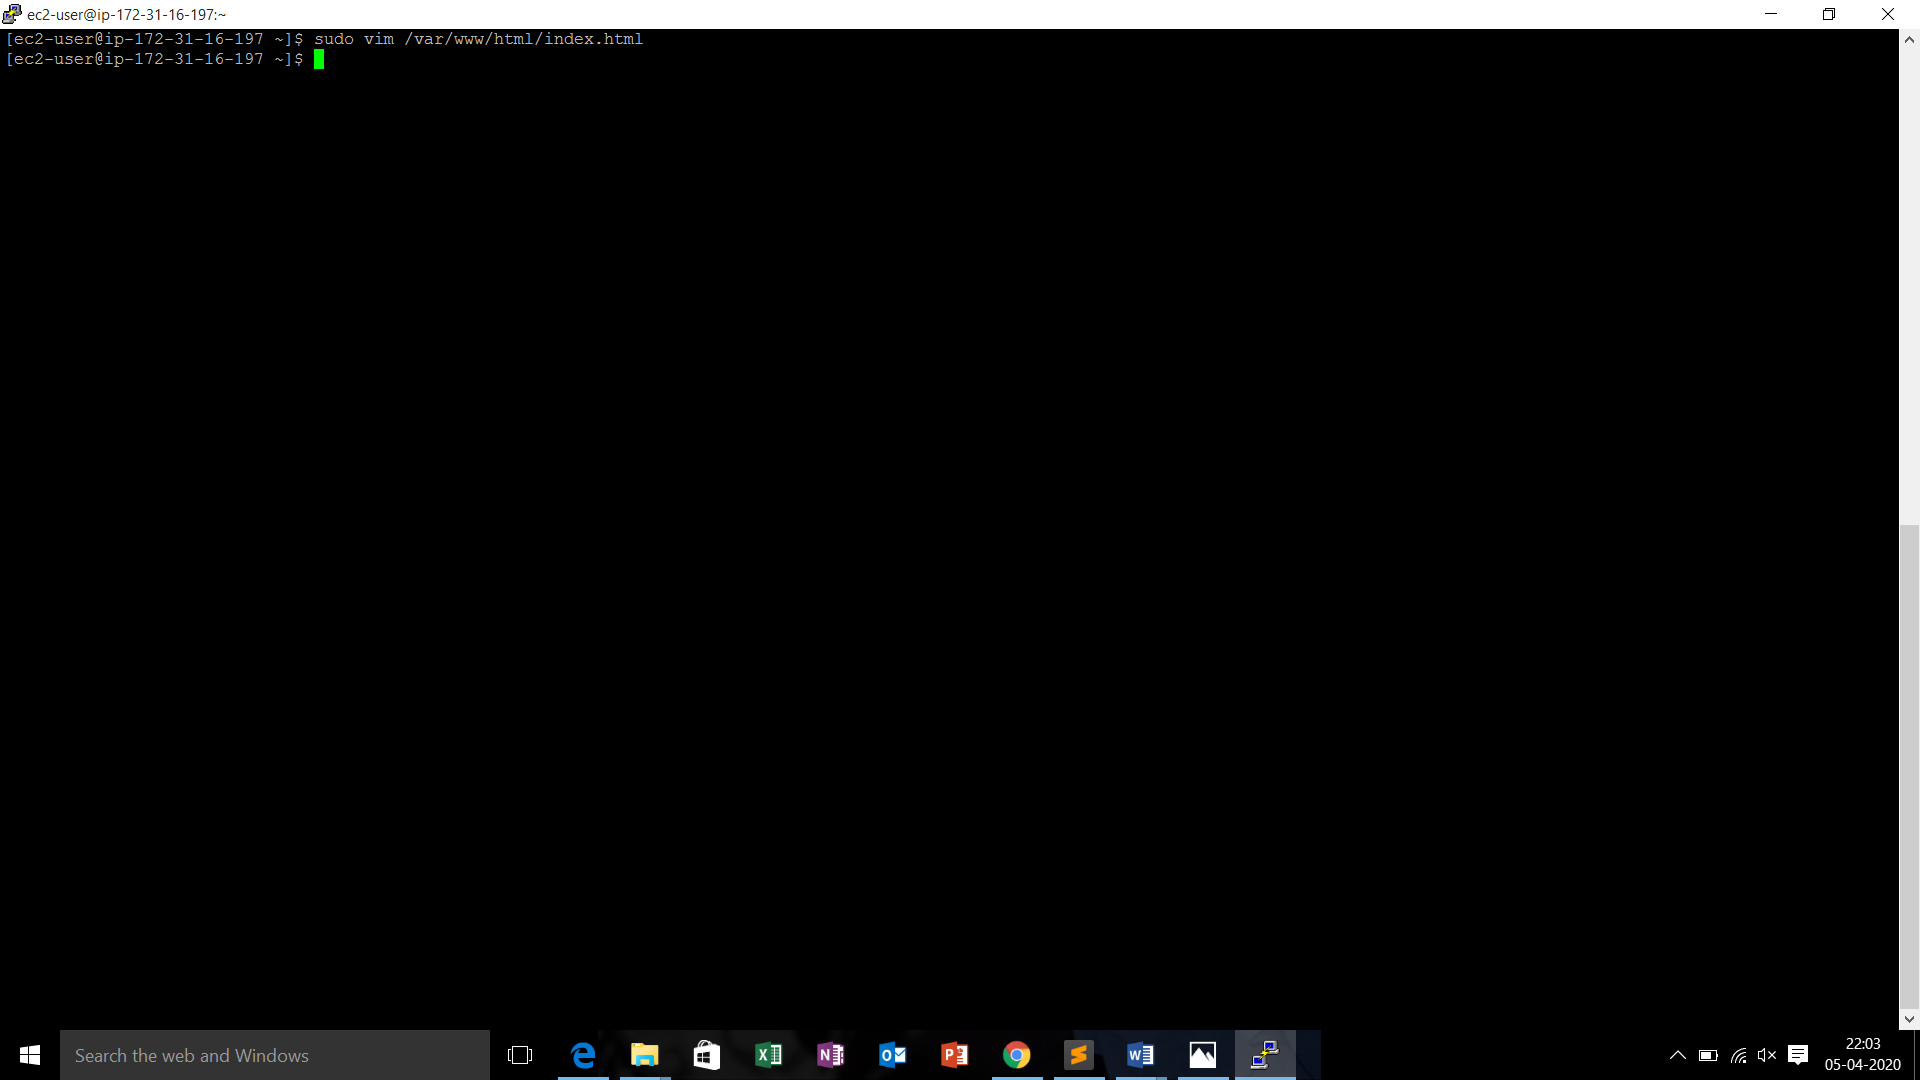 ec2-user@ip-172-31-16-197:~
[ec2-user@ip-172-31-16-197 ~]$ sudo vim /var/www/html/index.html
[ec2-user@ip-172-31-16-197 ~]$
Search the web and Windows
22:03
05-04-2020